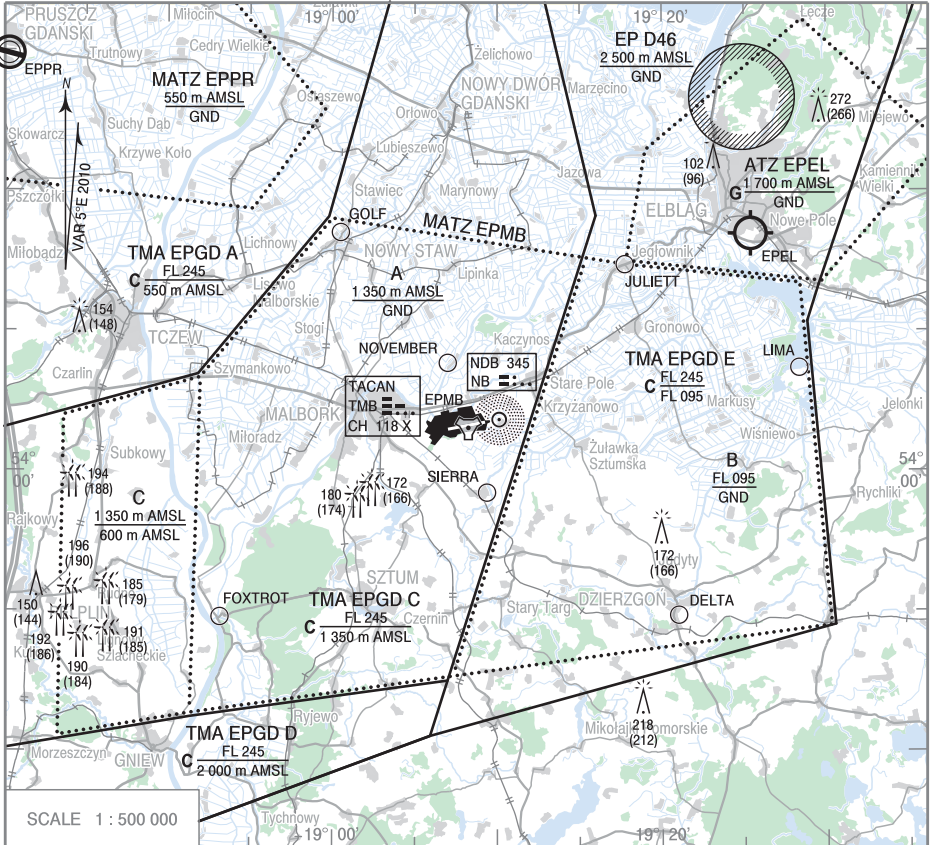 PRUSZCZ
GDAŃSKI
Miłocin
19° 00'
19° 20'
Lecze
Trutnowy
Cedry Wielkie
Żelichowo
EP D46
2 500 m AMSL
GND
EPPR
MATZ EPPR
550 m AMSL
GND
Ostaszewo
NOWY DWÓR
GDAŃSKI
Marzęcino
272
(266)
Milejewo
N
Skowarcz
Suchy Dąb
Orłowo
Krzywe Koło
Lubieszewo
102
(96)
ATZ EPEL
G 1 700 m AMSL
GND
Kamiennik
Wielki
Pszczółki
Stawiec
Marynowy
Jazowa
VAR 5°E 2010
GOLF
MATZ EPMB
ELBLĄG
Nowe Pole
Miłobądz
Lichnowy
NOWY STAW
Jegłownik
EPEL
TMA EPGD A
C FL 245
550 m AMSL
Lisewo
Malborskie
A
1 350 m AMSL
GND
Lipinka
JULIETT
154
(148)
Stogi
Gronowo
TCZEW
NOVEMBER
Kaczynos
TMA EPGD E
C FL 245
FL 095
LIMA
Czarlin
Szymankowo
NDB 345
NB
Stare Pole
TACAN
TMB
CH 118 X
EPMB
Markusy
Jelonki
MALBORK
Krzyżanowo
Miłoradz
Wiśniewo
Subkowy
Żuławka
Sztumska
54°
00'
194
(188)
C
1 350 m AMSL
600 m AMSL
180
(174)
172
(166)
SIERRA
B
FL 095
GND
54°
00'
Rychliki
Rajkowy
196
(190)
172
(166)
185
(179)
SZTUM
150
(144)
FOXTROT
TMA EPGD C
C FL 245
1 350 m AMSL
Czernin
Stary Targ
DZIERZGOŃ
DELTA
PLIN
192
(186)
191
(185)
Szlacheckie
190
(184)
Ryjewo
218
(212)
Mikołajki Pomorskie
TMA EPGD D
C FL 245
2 000 m AMSL
Morzeszczyn
GNIEW
SCALE 1 : 500 000
Tychnowy
19° 00'
19° 20'